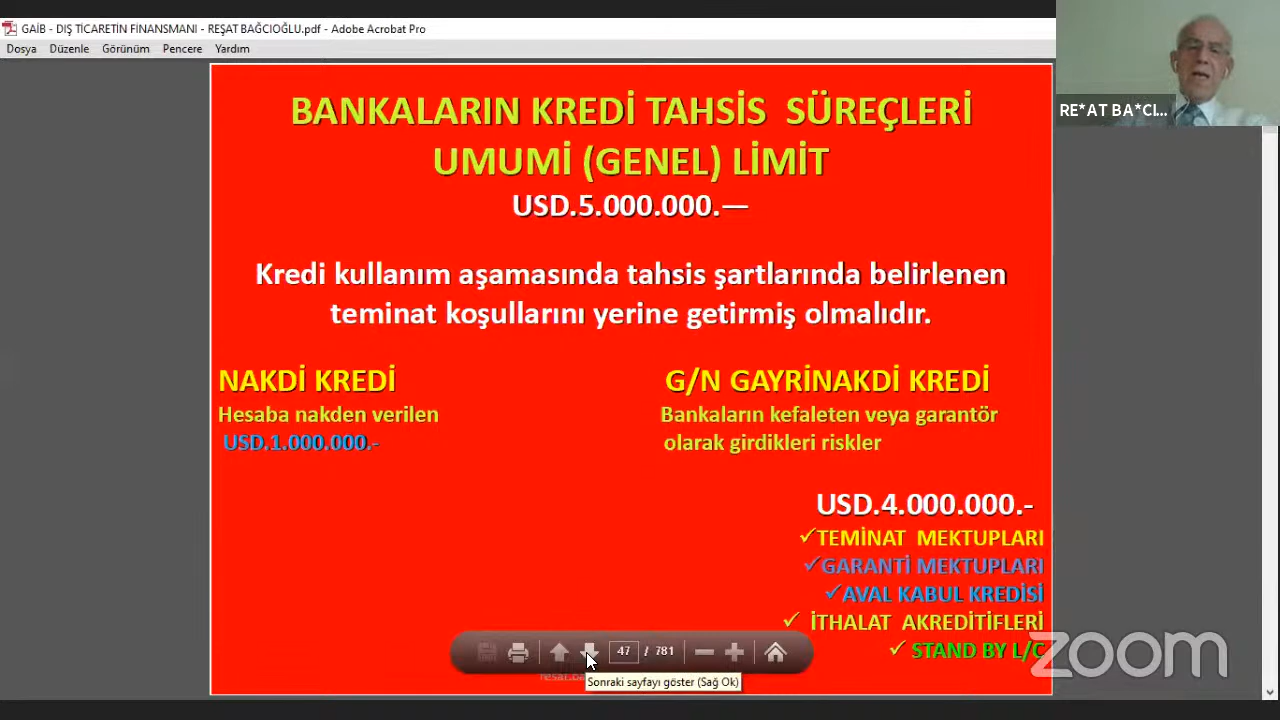 GAİB - DIŞ TİCARETİN FİNANSMANI - REŞAT BAĞCIOĞLU.pdf - Adobe Acrobat Pro
Dosya Düzenle Görünüm Pencere Yardım
RE*AT BA*CI...
BANKALARIN KREDİ TAHSİS SÜREÇLERİ
UMUMİ (GENEL) LİMİT
USD.5.000.000.—
Kredi kullanım aşamasında tahsis şartlarında belirlenen
teminat koşullarını yerine getirmiş olmalıdır.
NAKDİ KREDİ
Hesaba nakden verilen
USD.1.000.000.-
G/N GAYRİNAKDİ KREDİ
Bankaların kefaleten veya garantör
olarak girdikleri riskler
USD.4.000.000.-
✓TEMİNAT MEKTUPLARI
✓GARANTİ MEKTUPLARI
✓AVAL KABUL KREDİSİ
✓ İTHALAT AKREDİTİFLERİ
✓ STAND BY L/C
47 / 781
Sonraki sayfayı göster (Sağ Ok)
zoom